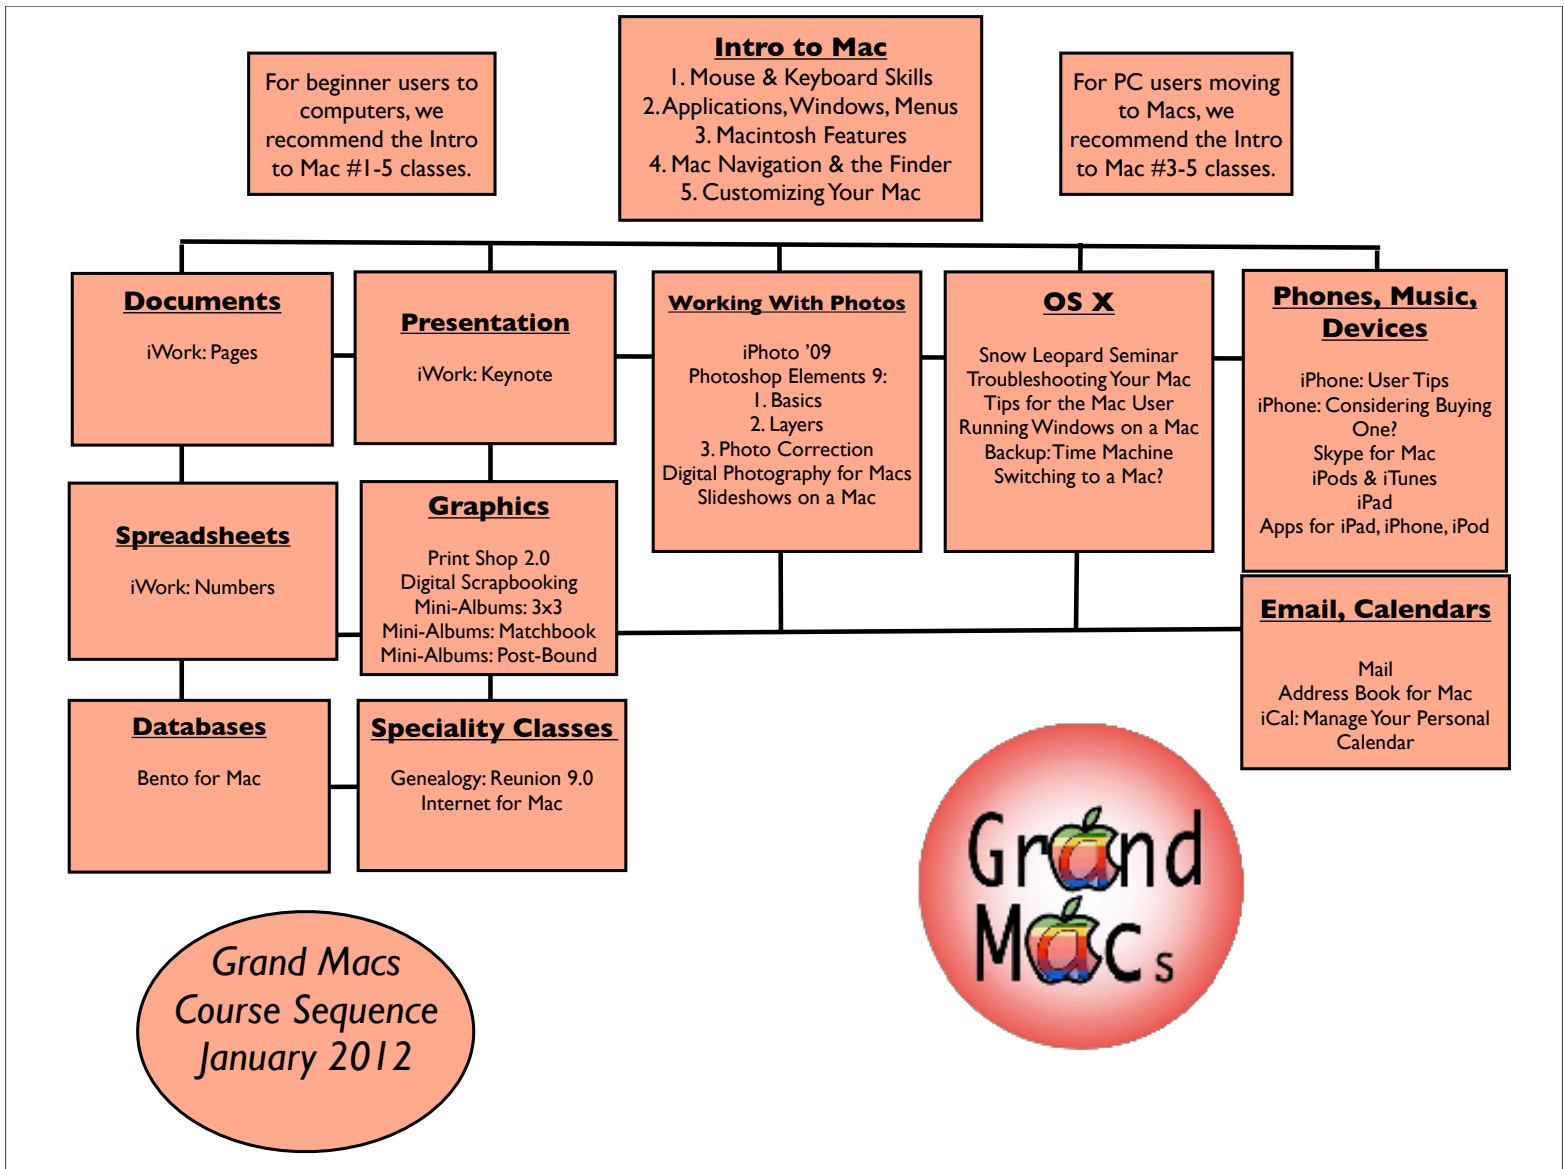 For beginner users to
computers, we
recommend the Intro
to Mac #1-5 classes.
Intro to Mac
1. Mouse & Keyboard Skills
2. Applications, Windows, Menus
3. Macintosh Features
4. Mac Navigation & the Finder
5. Customizing Your Mac
For PC users moving
to Macs, we
recommend the Intro
to Mac #3-5 classes.
Documents
iWork: Pages
Presentation
iWork: Keynote
Working With Photos
iPhoto ’09
Photoshop Elements 9:
1. Basics
2. Layers
3. Photo Correction
Digital Photography for Macs
Slideshows on a Mac
OS X
Snow Leopard Seminar
Troubleshooting Your Mac
Tips for the Mac User
Running Windows on a Mac
Backup: Time Machine
Switching to a Mac?
Phones, Music,
Devices
iPhone: User Tips
iPhone: Considering Buying
One?
Skype for Mac
iPods & iTunes
iPad
Apps for iPad, iPhone, iPod
Spreadsheets
iWork: Numbers
Graphics
Print Shop 2.0
Digital Scrapbooking
Mini-Albums: 3x3
Mini-Albums: Matchbook
Mini-Albums: Post-Bound
Email, Calendars
Mail
Address Book for Mac
iCal: Manage Your Personal
Calendar
Databases
Bento for Mac
Speciality Classes
Genealogy: Reunion 9.0
Internet for Mac
Grand
Macs
Grand Macs
Course Sequence
January 2012